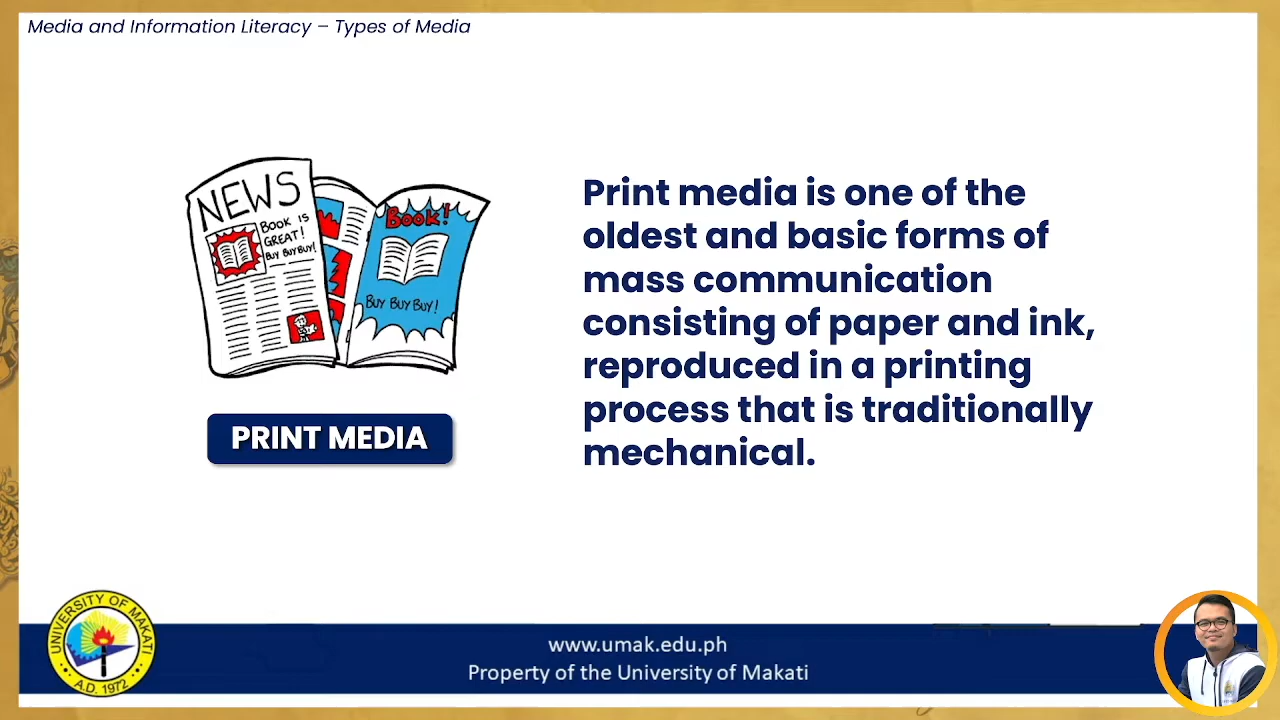 Media and Information Literacy – Types of Media
NEWS
BOOK IS
GREAT!
BUY BUY BUY!
Book!
BUY BUY BUY!
PRINT MEDIA
Print media is one of the
oldest and basic forms of
mass communication
consisting of paper and ink,
reproduced in a printing
process that is traditionally
mechanical.
UNIVERSITY OF MAKATI
A.D. 1972
www.umak.edu.ph
Property of the University of Makati